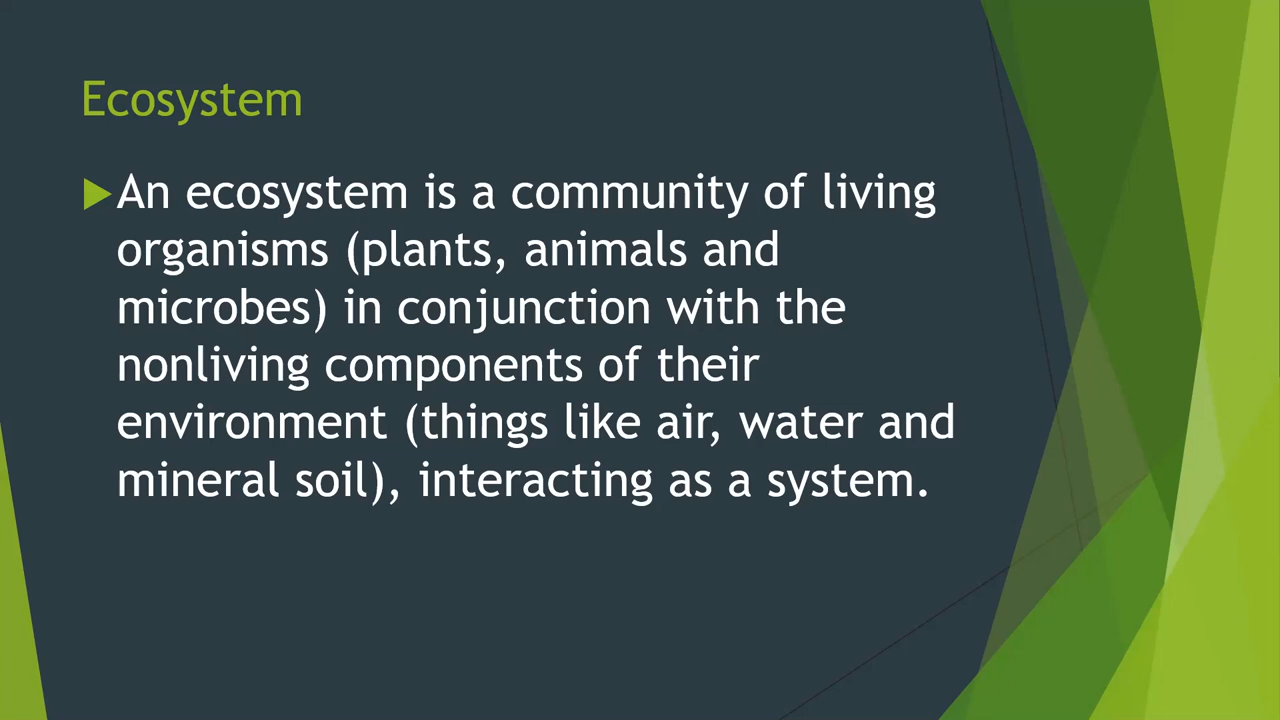 Ecosystem
An ecosystem is a community of living
organisms (plants, animals and
microbes) in conjunction with the
nonliving components of their
environment (things like air, water and
mineral soil), interacting as a system.